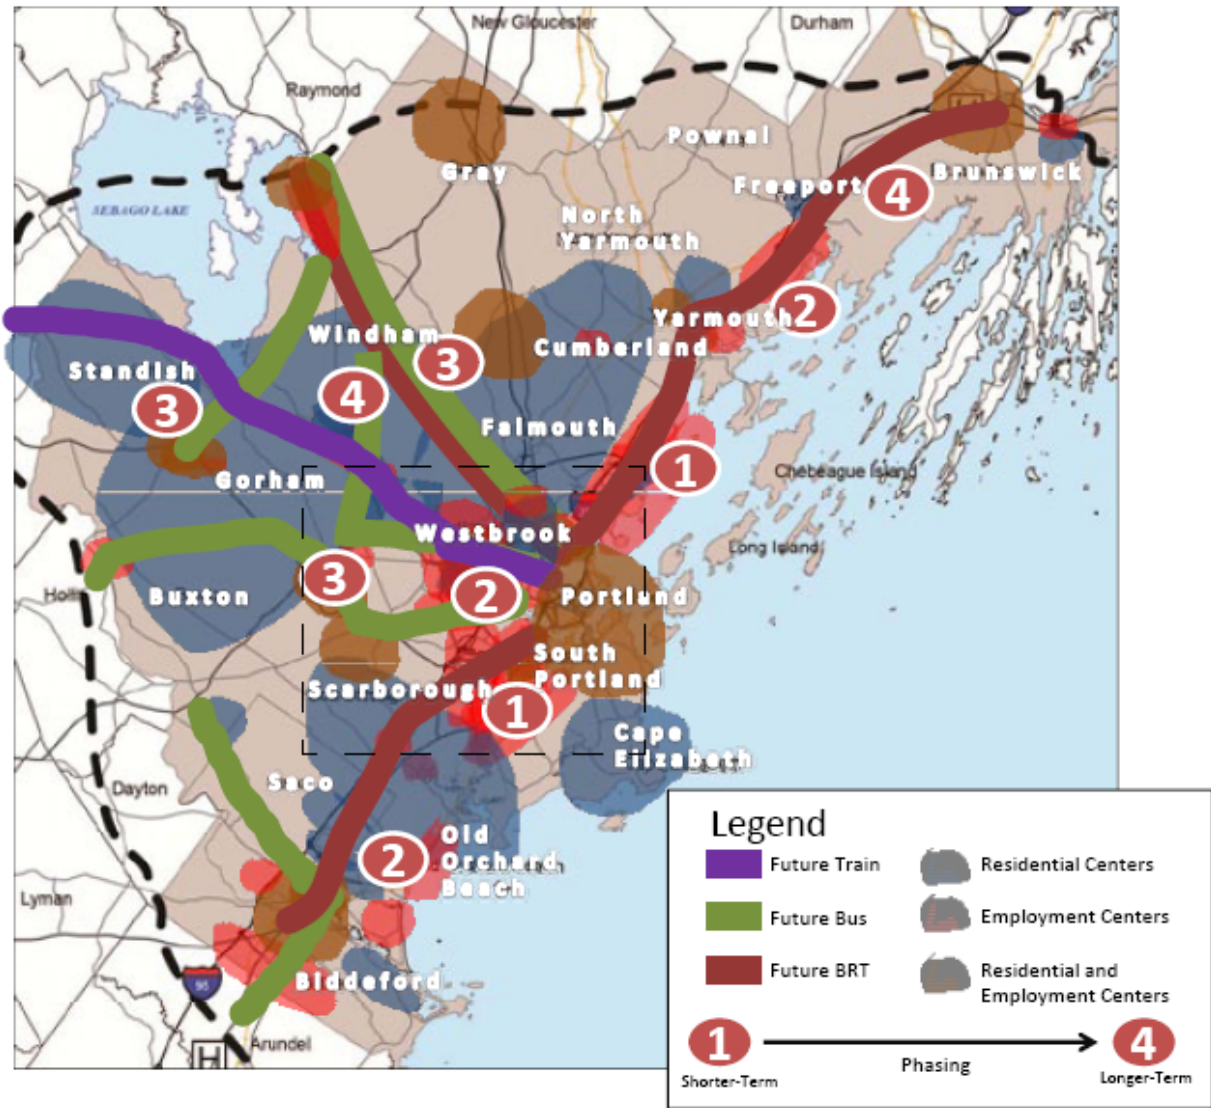 New Gloucester
Durham
Raymond
Pownal
Gray
Freeport
4
Brunswick
SEBAGO LAKE
North
Yarmouth
2
Yarmouth
Windham
Cumberland
3
Standish
3
4
Falmouth
1
Chebeague Island
Gorham
Westbrook
Long Island
3
2
Buxton
Portland
South
Portland
Scarborough
1
Cape
Elizabeth
Saco
Dayton
Old
Orchard
Beach
2
Lyman
95
Biddeford
Arundel
H
Legend
Future Train
Residential Centers
Future Bus
Employment Centers
Future BRT
Residential and
Employment Centers
1
4
Phasing
Shorter-Term
Longer-Term